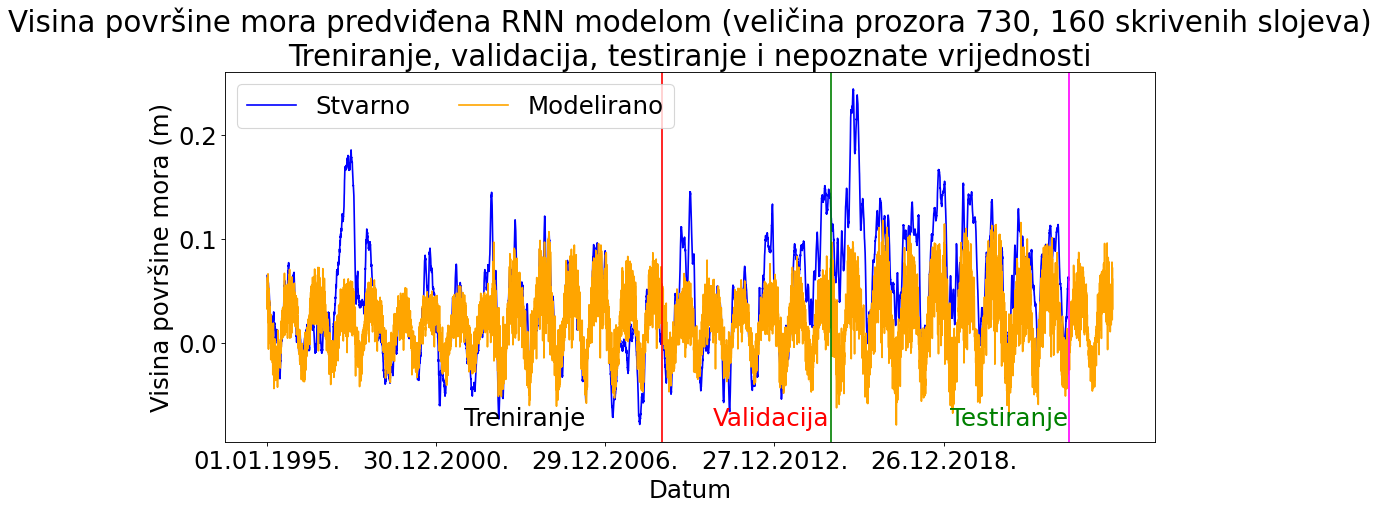 Visina površine mora predviđena RNN modelom (veličina prozora 730, 160 skrivenih slojeva)
Treniranje, validacija, testiranje i nepoznate vrijednosti
Stvarno Modelirano
Visina površine mora (m)
0.2
0.1
0.0
Treniranje Validacija Testiranje
01.01.1995. 30.12.2000. 29.12.2006. 27.12.2012. 26.12.2018.
Datum